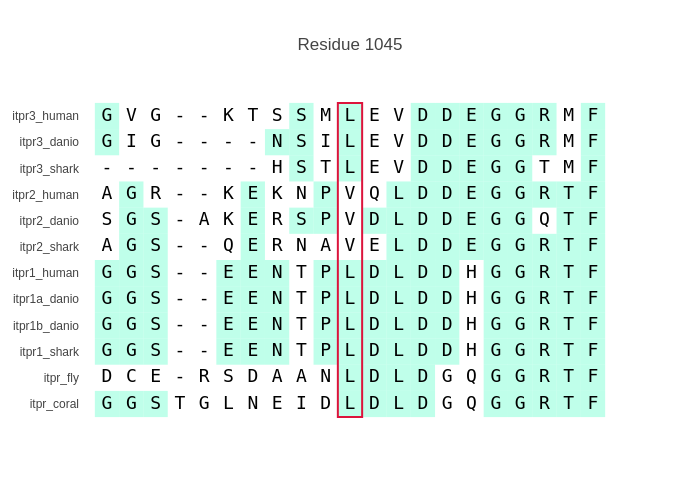 Residue 1045
itpr3_human G V G - - K T S S M L E V D D E G G R M F
itpr3_danio G I G - - - - N S I L E V D D E G G R M F
itpr3_shark - - - - - - - H S T L E V D D E G G T M F
itpr2_human A G R - - K E K N P V Q L D D E G G R T F
itpr2_danio S G S - A K E R S P V D L D D E G G Q T F
itpr2_shark A G S - - Q E R N A V E L D D E G G R T F
itpr1_human G G S - - E E N T P L D L D D H G G R T F
itpr1a_danio G G S - - E E N T P L D L D D H G G R T F
itpr1b_danio G G S - - E E N T P L D L D D H G G R T F
itpr1_shark G G S - - E E N T P L D L D D H G G R T F
itpr_fly D C E - R S D A A N L D L D G Q G G R T F
itpr_coral G G S T G L N E I D L D L D G Q G G R T F